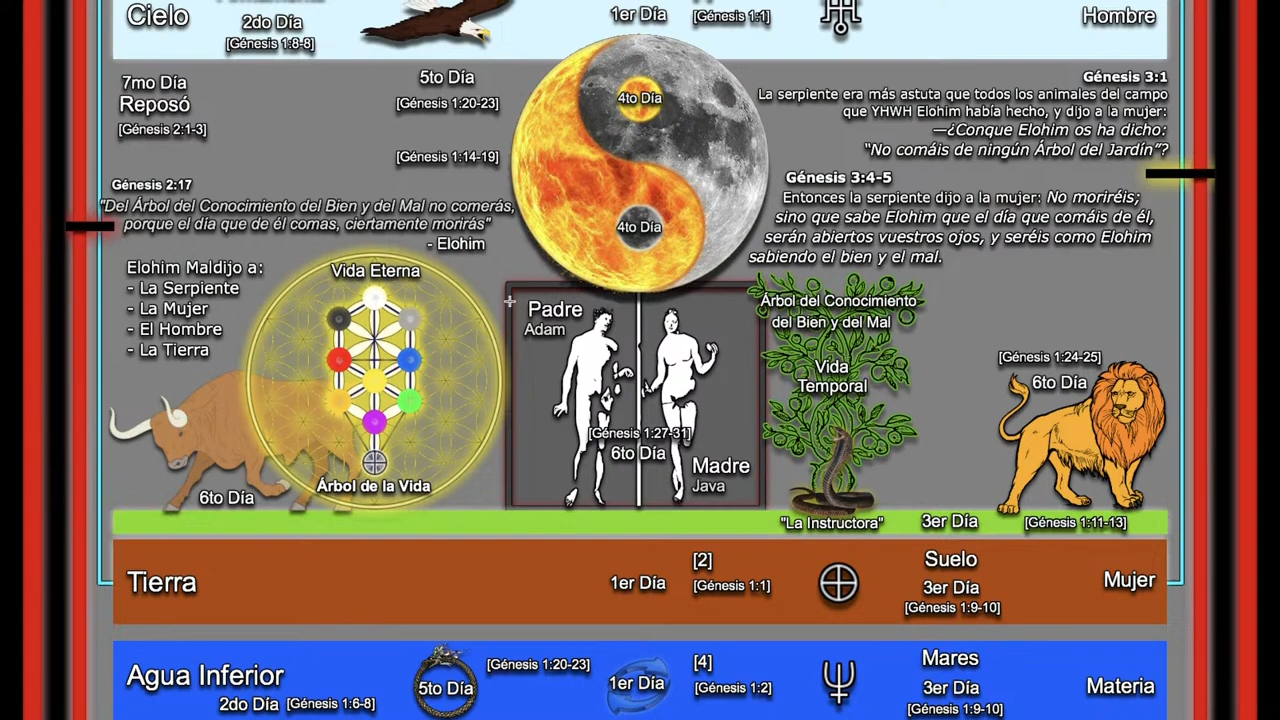 Cielo
2do Día
[Génesis 1:8-8]
1er Día
[Génesis 1:1]
Hombre
7mo Día
Reposó
[Génesis 2:1-3]
5to Día
[Génesis 1:20-23]
[Génesis 1:14-19]
4to Día
4to Día
Génesis 3:1
La serpiente era más astuta que todos los animales del campo
que YHWH Elohim había hecho, y dijo a la mujer:
—¿Conque Elohim os ha dicho:
“No comáis de ningún Árbol del Jardín”?
Génesis 3:4-5
Entonces la serpiente dijo a la mujer: No moriréis;
sino que sabe Elohim que el día que comáis de él,
serán abiertos vuestros ojos, y seréis como Elohim
sabiendo el bien y el mal.
Génesis 2:17
"Del Árbol del Conocimiento del Bien y del Mal no comerás,
porque el día que de él comas, ciertamente morirás"
- Elohim
Elohim Maldijo a:
- La Serpiente
- La Mujer
- El Hombre
- La Tierra
Vida Eterna
Árbol de la Vida
6to Día
Padre
Adam
[Génesis 1:27-31]
6to Día
Madre
Java
Árbol del Conocimiento
del Bien y del Mal
Vida
Temporal
"La Instructora"
[Génesis 1:24-25]
6to Día
3er Día
[Génesis 1:11-13]
Tierra
1er Día
[2]
[Génesis 1:1]
Suelo
3er Día
[Génesis 1:9-10]
Mujer
Agua Inferior
2do Día
[Génesis 1:6-8]
5to Día
[Génesis 1:20-23]
1er Día
[4]
[Génesis 1:2]
Mares
3er Día
[Génesis 1:9-10]
Materia